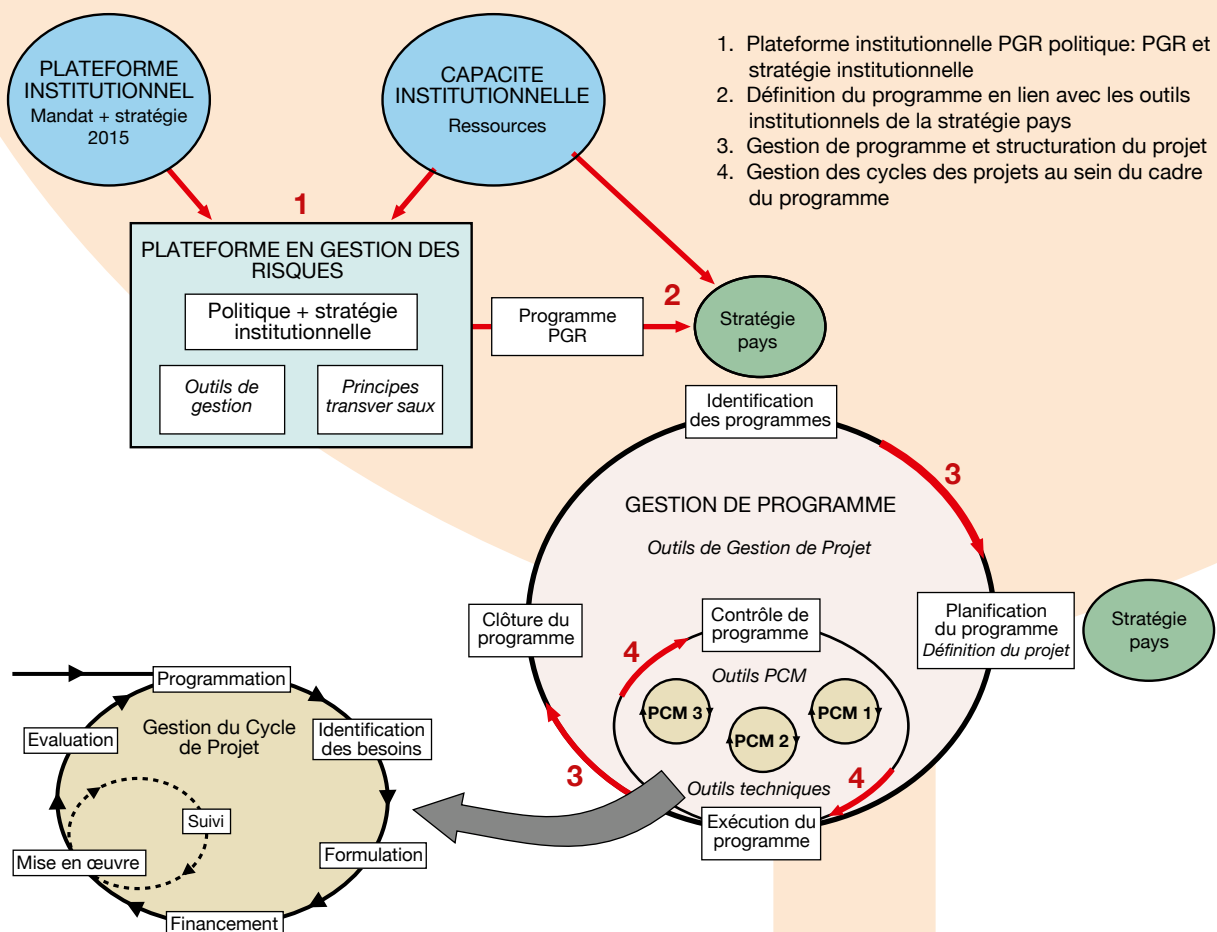 PLATEFORME
INSTITUTIONNEL
Mandat + stratégie
2015
CAPACITE
INSTITUTIONNELLE
Ressources
1. Plateforme institutionnelle PGR politique: PGR et
stratégie institutionnelle
2. Définition du programme en lien avec les outils
institutionnels de la stratégie pays
3. Gestion de programme et structuration du projet
4. Gestion des cycles des projets au sein du cadre
du programme
1
PLATEFORME EN GESTION DES
RISQUES
Politique + stratégie
institutionnelle
Outils de
gestion
Principes
transver saux
Programme
PGR
2
Stratégie
pays
Identification
des programmes
3
GESTION DE PROGRAMME
Outils de Gestion de Projet
Clôture du
programme
Contrôle de
programme
Planification
du programme
Définition du projet
Stratégie
pays
4
Outils PCM
PCM 3
PCM 2
PCM 1
4
3
Outils techniques
Exécution du
programme
Programmation
Gestion du Cycle
de Projet
Evaluation
Identification
des besoins
Suivi
Mise en œuvre
Formulation
Financement